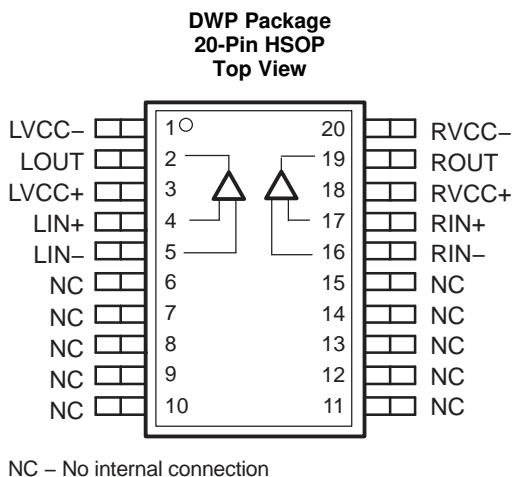 DWP Package
20-Pin HSOP
Top View
LVCC− 1 20 RVCC−
LOUT 2 19 ROUT
LVCC+ 3 18 RVCC+
LIN+ 4 17 RIN+
LIN− 5 16 RIN−
NC 6 15 NC
NC 7 14 NC
NC 8 13 NC
NC 9 12 NC
NC 10 11 NC
NC − No internal connection